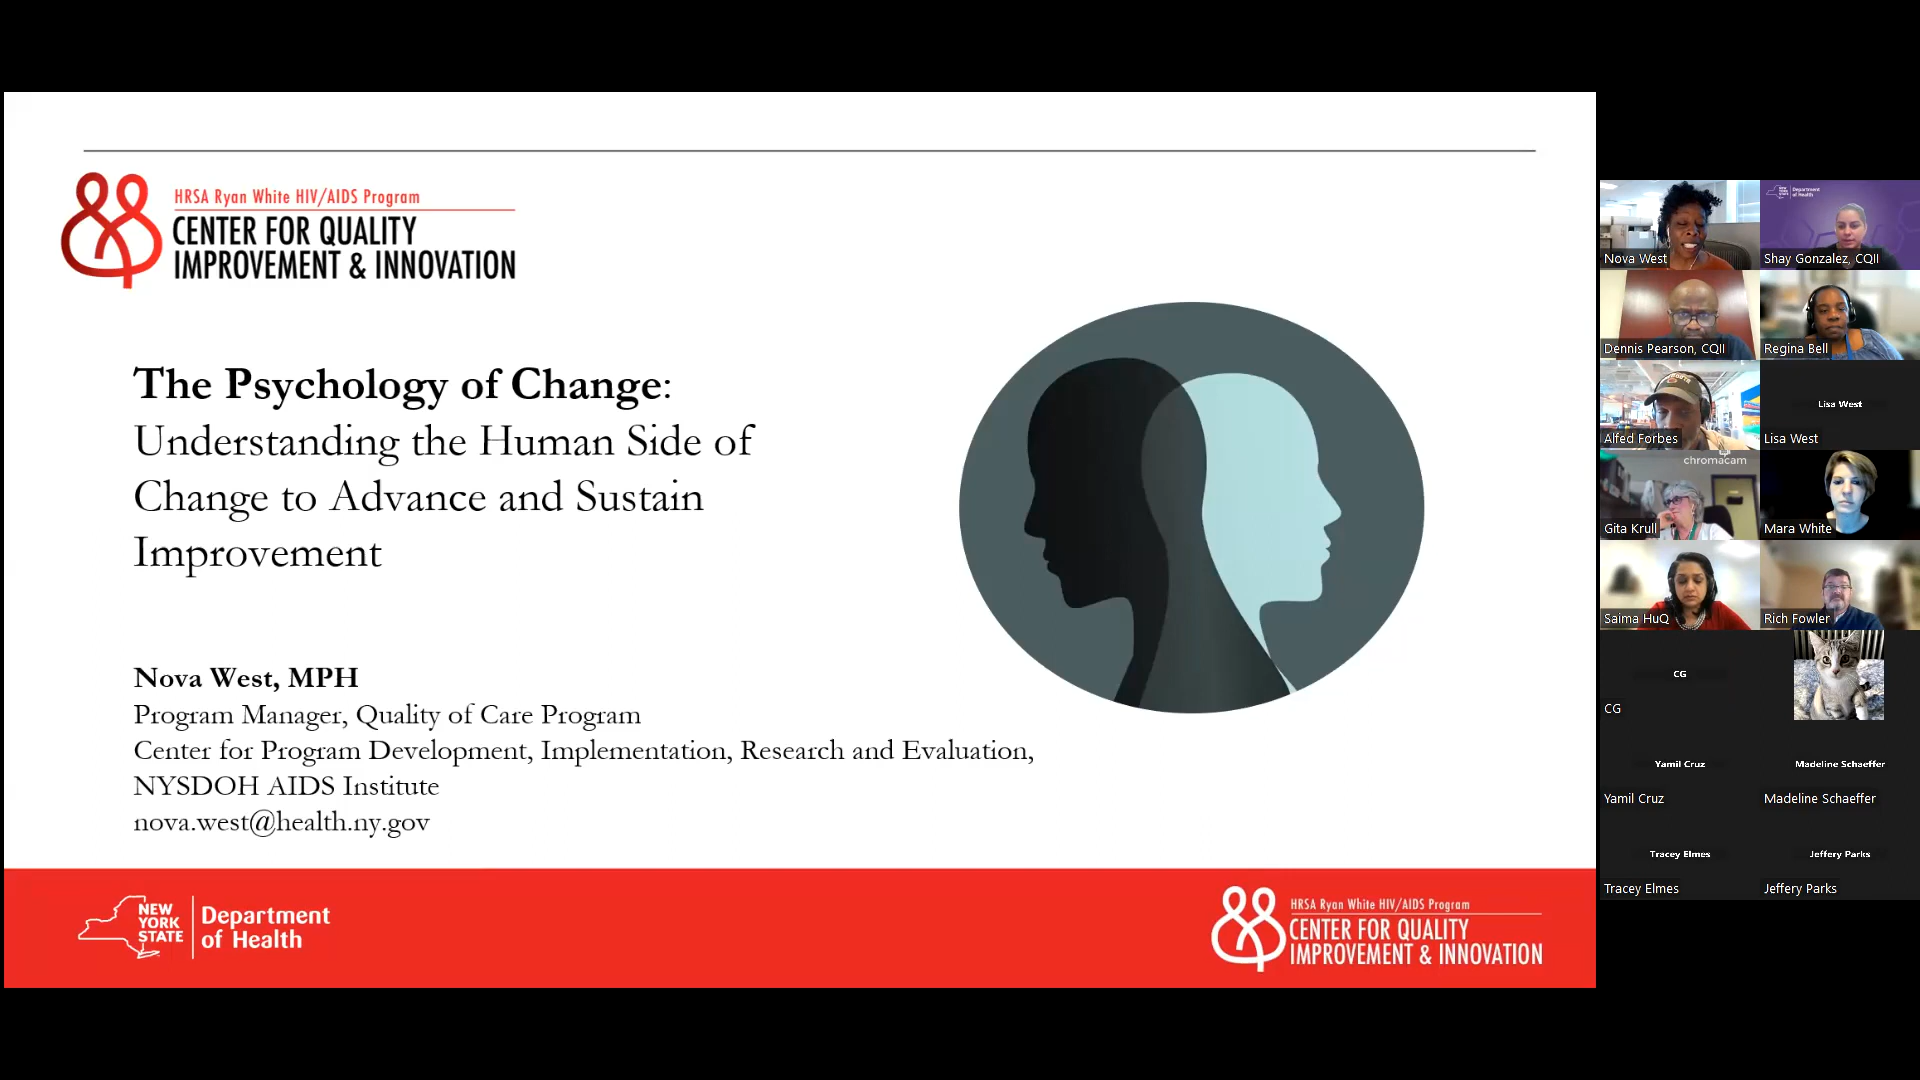 HRSA Ryan White HIV/AIDS Program
CENTER FOR QUALITY
IMPROVEMENT & INNOVATION
The Psychology of Change:
Understanding the Human Side of
Change to Advance and Sustain
Improvement
Nova West, MPH
Program Manager, Quality of Care Program
Center for Program Development, Implementation, Research and Evaluation,
NYSDOH AIDS Institute
nova.west@health.ny.gov
NEW
YORK
STATE
Department
of Health
HRSA Ryan White HIV/AIDS Program
CENTER FOR QUALITY
IMPROVEMENT & INNOVATION
Department
of Health
Nova West
Shay Gonzalez, CQII
Dennis Pearson, CQII
Regina Bell
Alfed Forbes
Lisa West
Lisa West
chromacam
Gita Krull
Mara White
Saima HuQ
Rich Fowler
CG
CG
Yamil Cruz
Madeline Schaeffer
Yamil Cruz
Madeline Schaeffer
Tracey Elmes
Jeffery Parks
Tracey Elmes
Jeffery Parks